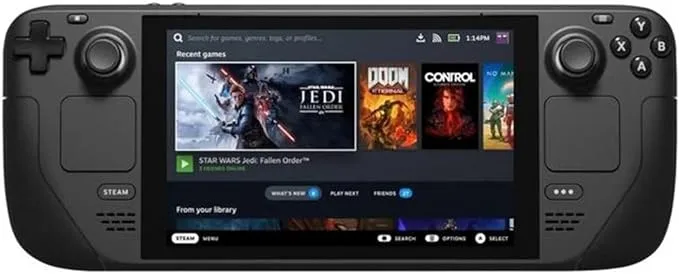 Search for games, genres, tags, or profiles...
1:14PM
Recent games
STAR WARS
JEDI
FALLEN ORDER
DOOM
ETERNAL
CONTROL
NO MA
STAR WARS Jedi: Fallen Order™
3 FRIENDS ONLINE
WHAT'S NEW
PLAY NEXT
FRIENDS 27
From your library
STEAM MENU
SEARCH
OPTIONS
A SELECT
STEAM
Y
X
B
A